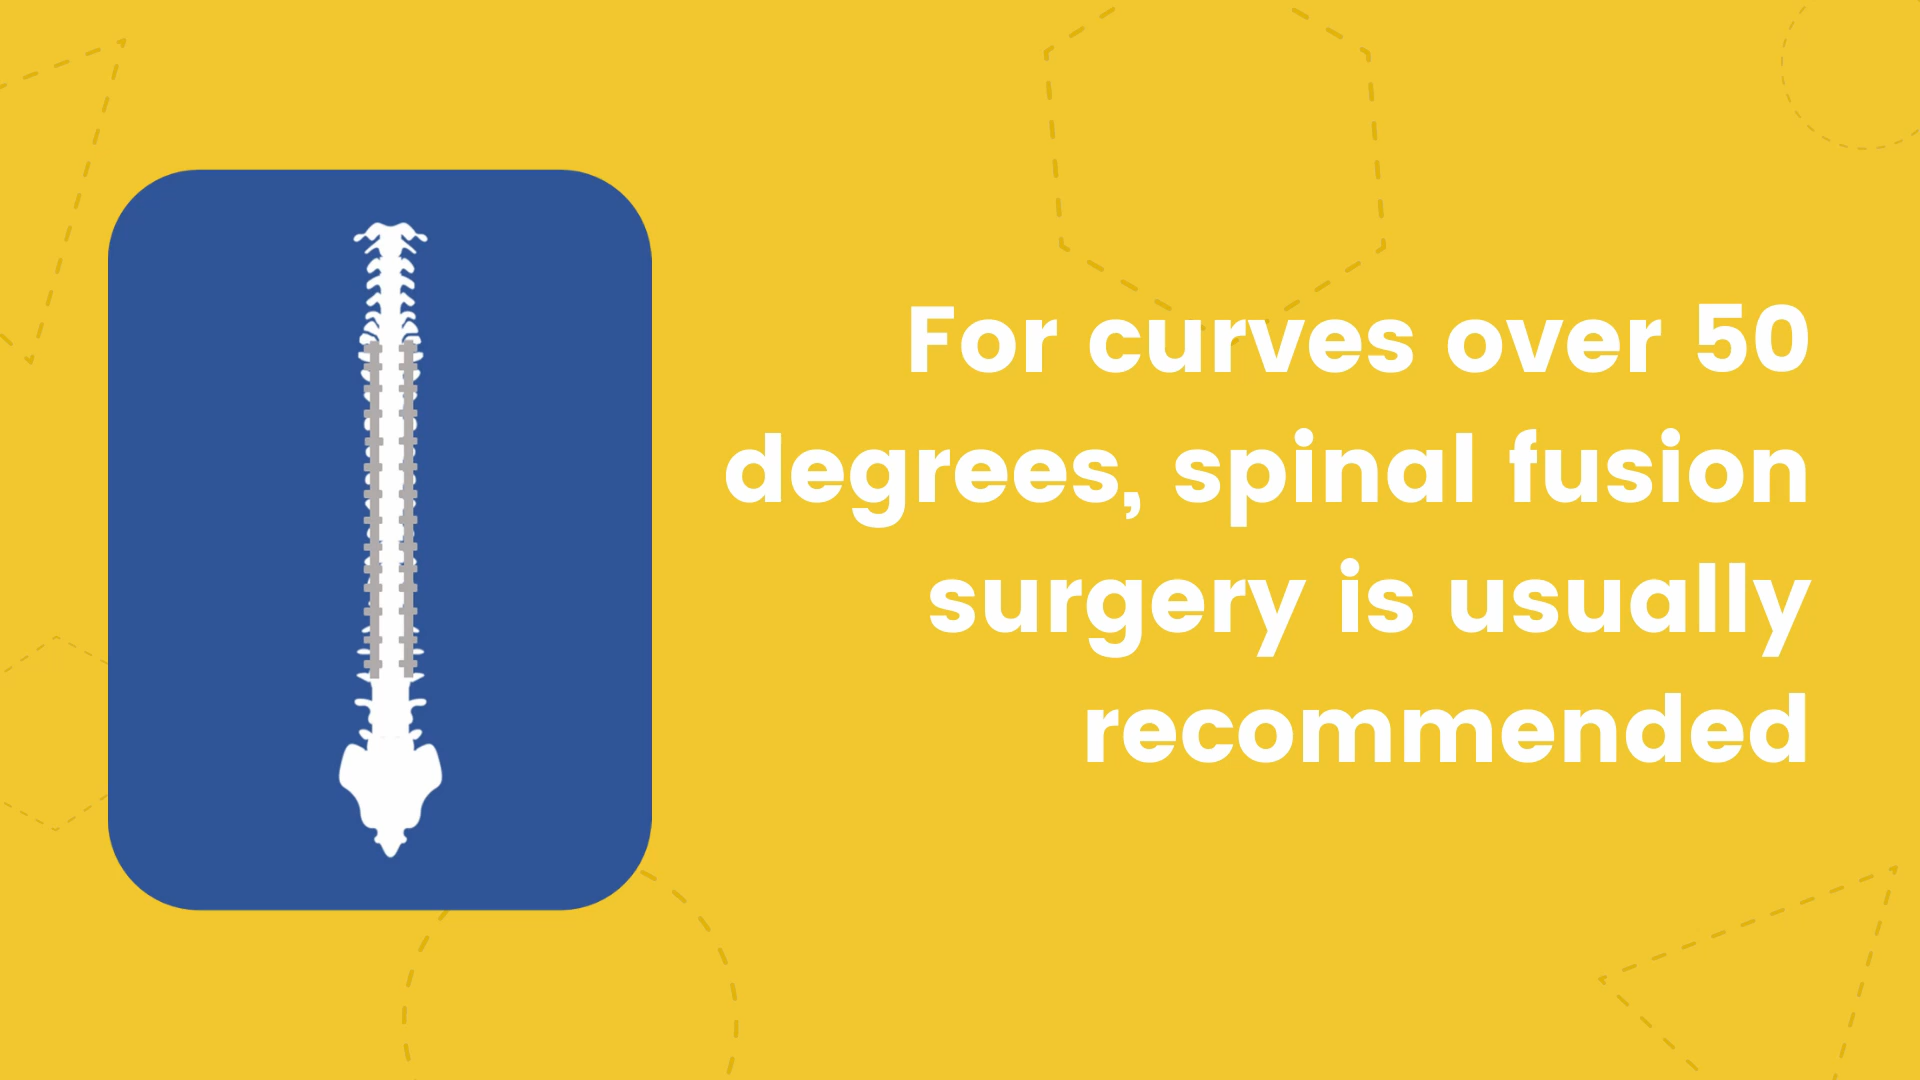 For curves over 50
degrees, spinal fusion
surgery is usually
recommended